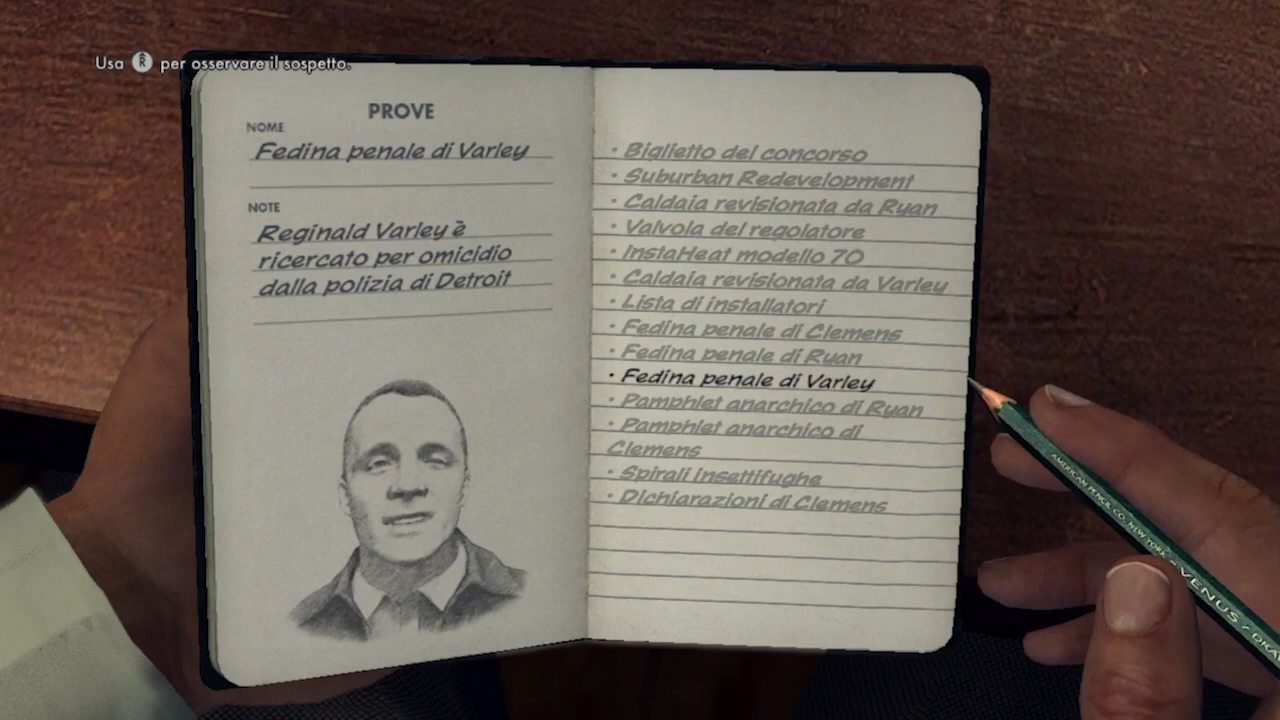 Usa R per osservare il sospetto.
PROVE
NOME
Fedina penale di Varley
NOTE
Reginald Varley è
ricercato per omicidio
dalla polizia di Detroit
• Biglietto del concorso
• Suburban Redevelopment
• Caldaia revisionata da Ryan
• Valvola del regolatore
• InstaHeat modello 70
• Caldaia revisionata da Varley
• Lista di installatori
• Fedina penale di Clemens
• Fedina penale di Ryan
• Fedina penale di Varley
• Pamphlet anarchico di Ryan
• Pamphlet anarchico di
Clemens
• Spirali insettifughe
• Dichiarazioni di Clemens
AMERICAN PENCIL CO. NEW YORK
VENUS / DRA